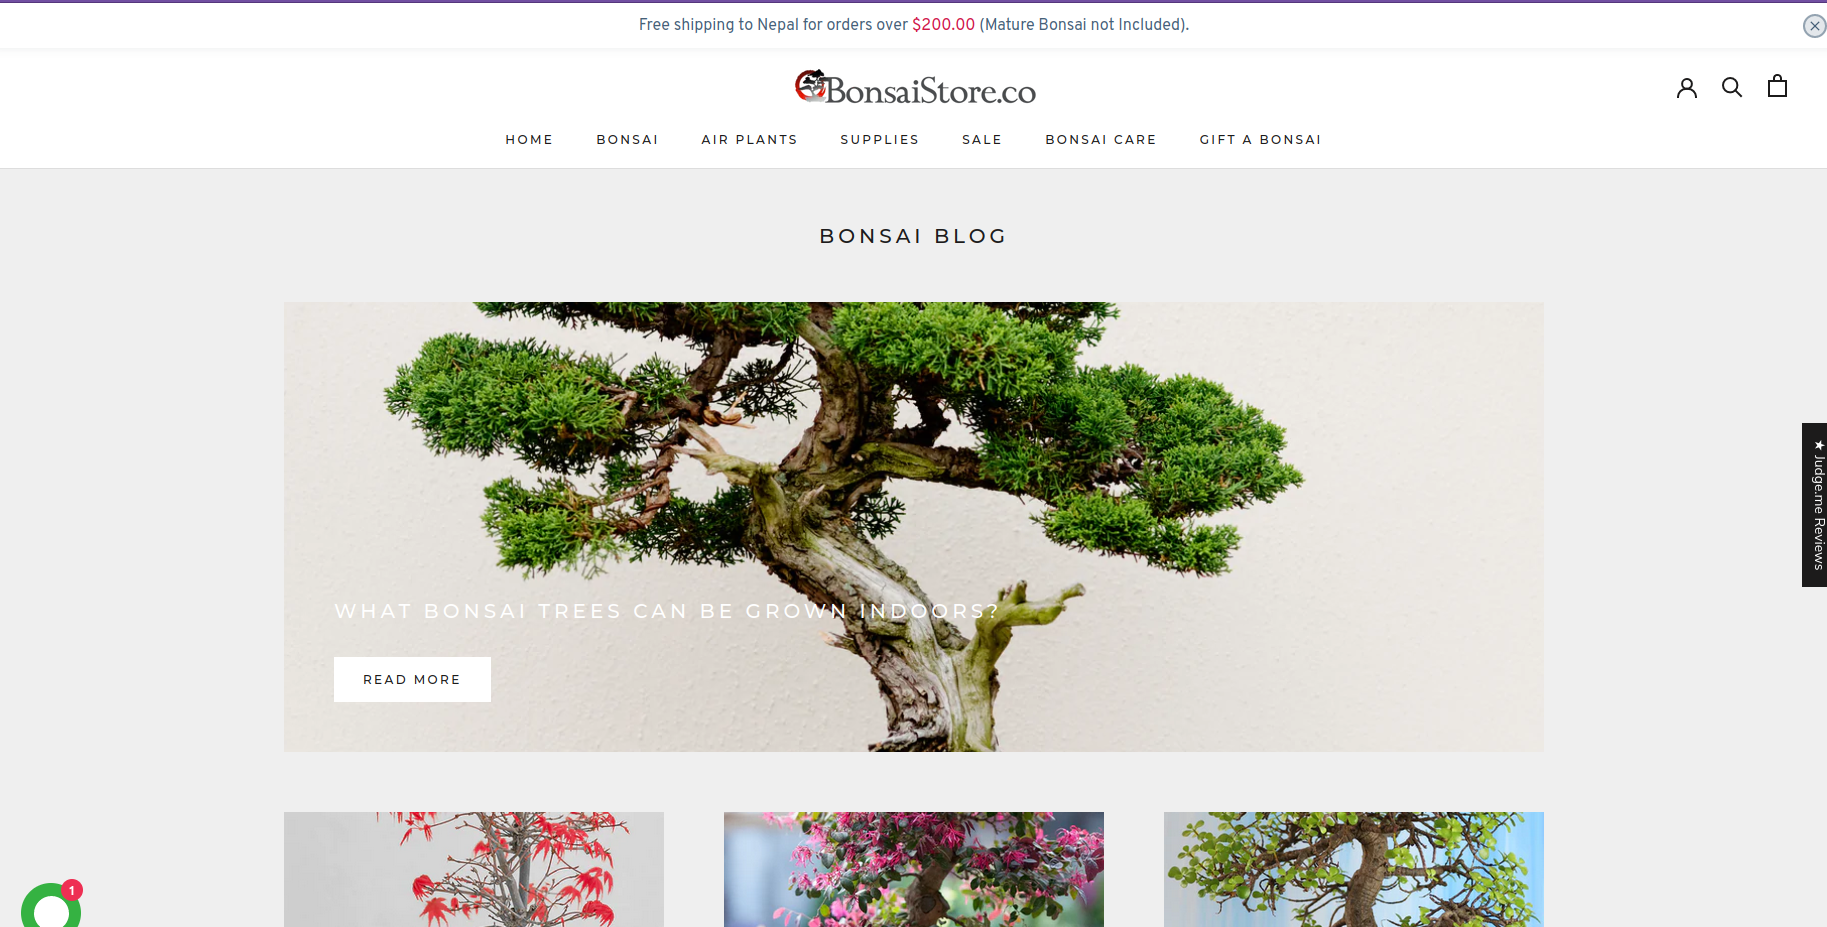 Free shipping to Nepal for orders over $200.00 (Mature Bonsai not Included).
BonsaiStore.co
HOME BONSAI AIR PLANTS SUPPLIES SALE BONSAI CARE GIFT A BONSAI
BONSAI BLOG
WHAT BONSAI TREES CAN BE GROWN INDOORS?
READ MORE
★ Judge.me Reviews
1